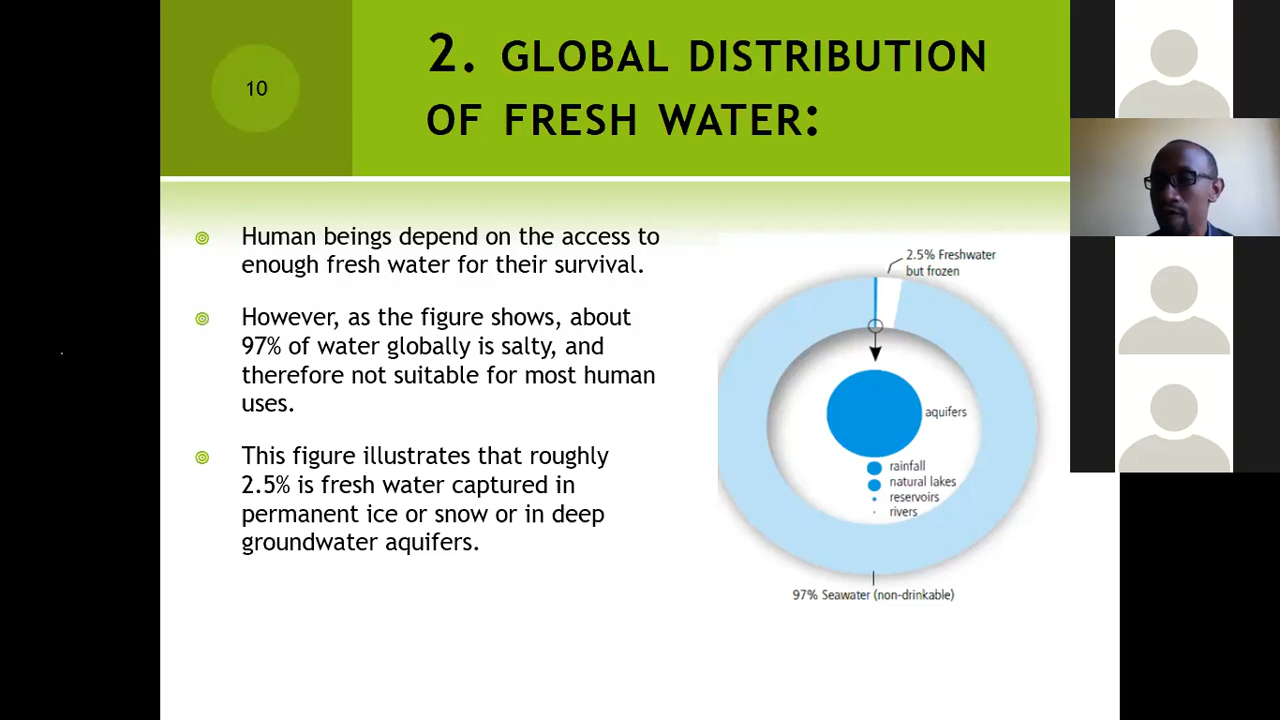 10
2. GLOBAL DISTRIBUTION
OF FRESH WATER:
Human beings depend on the access to
enough fresh water for their survival.
However, as the figure shows, about
97% of water globally is salty, and
therefore not suitable for most human
uses.
This figure illustrates that roughly
2.5% is fresh water captured in
permanent ice or snow or in deep
groundwater aquifers.
2.5% Freshwater
but frozen
aquifers
rainfall
natural lakes
reservoirs
rivers
97% Seawater (non-drinkable)